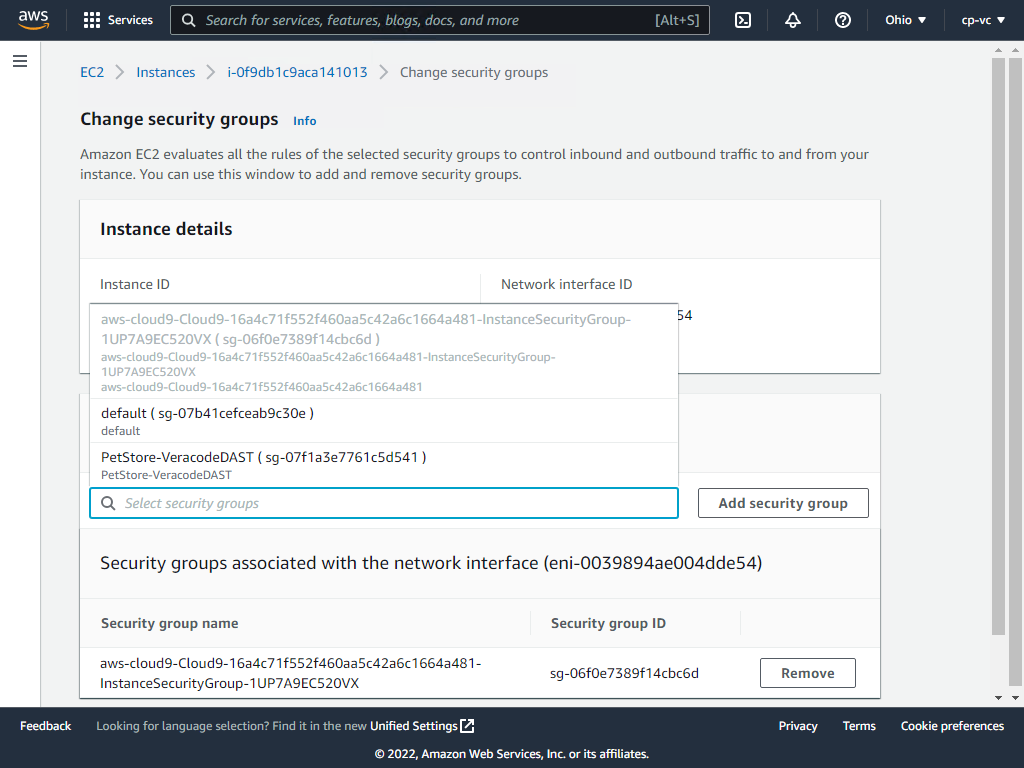 aws
Services
Search for services, features, blogs, docs, and more
[Alt+S]
Ohio
cp-vc
EC2
Instances
i-0f9db1c9aca141013
Change security groups
Change security groups
Info
Amazon EC2 evaluates all the rules of the selected security groups to control inbound and outbound traffic to and from your
instance. You can use this window to add and remove security groups.
Instance details
Instance ID
Network interface ID
54
aws-cloud9-Cloud9-16a4c71f552f460aa5c42a6c1664a481-InstanceSecurityGroup-
1UP7A9EC520VX ( sg-06f0e7389f14cbc6d )
aws-cloud9-Cloud9-16a4c71f552f460aa5c42a6c1664a481-InstanceSecurityGroup-
1UP7A9EC520VX
aws-cloud9-Cloud9-16a4c71f552f460aa5c42a6c1664a481
default ( sg-07b41cefceab9c30e )
default
PetStore-VeracodeDAST ( sg-07f1a3e7761c5d541 )
PetStore-VeracodeDAST
Select security groups
Add security group
Security groups associated with the network interface (eni-0039894ae004dde54)
Security group name
Security group ID
aws-cloud9-Cloud9-16a4c71f552f460aa5c42a6c1664a481-
InstanceSecurityGroup-1UP7A9EC520VX
sg-06f0e7389f14cbc6d
Remove
Feedback
Looking for language selection? Find it in the new Unified Settings
Privacy
Terms
Cookie preferences
© 2022, Amazon Web Services, Inc. or its affiliates.